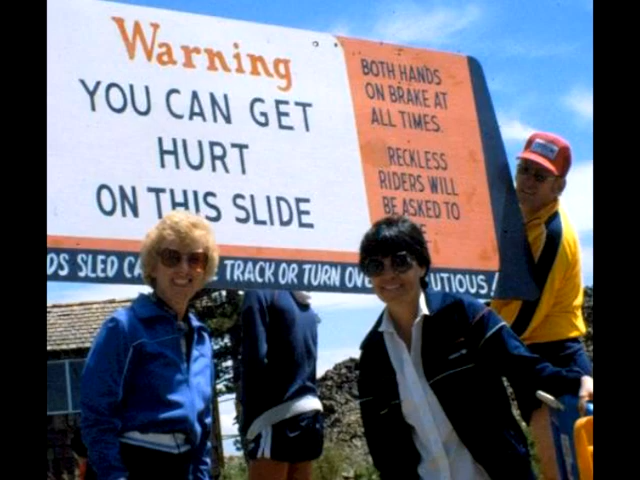 Warning
YOU CAN GET
HURT
ON THIS SLIDE
BOTH HANDS
ON BRAKE AT
ALL TIMES.
RECKLESS
RIDERS WILL
BE ASKED TO
SLED TRACK OR TURN